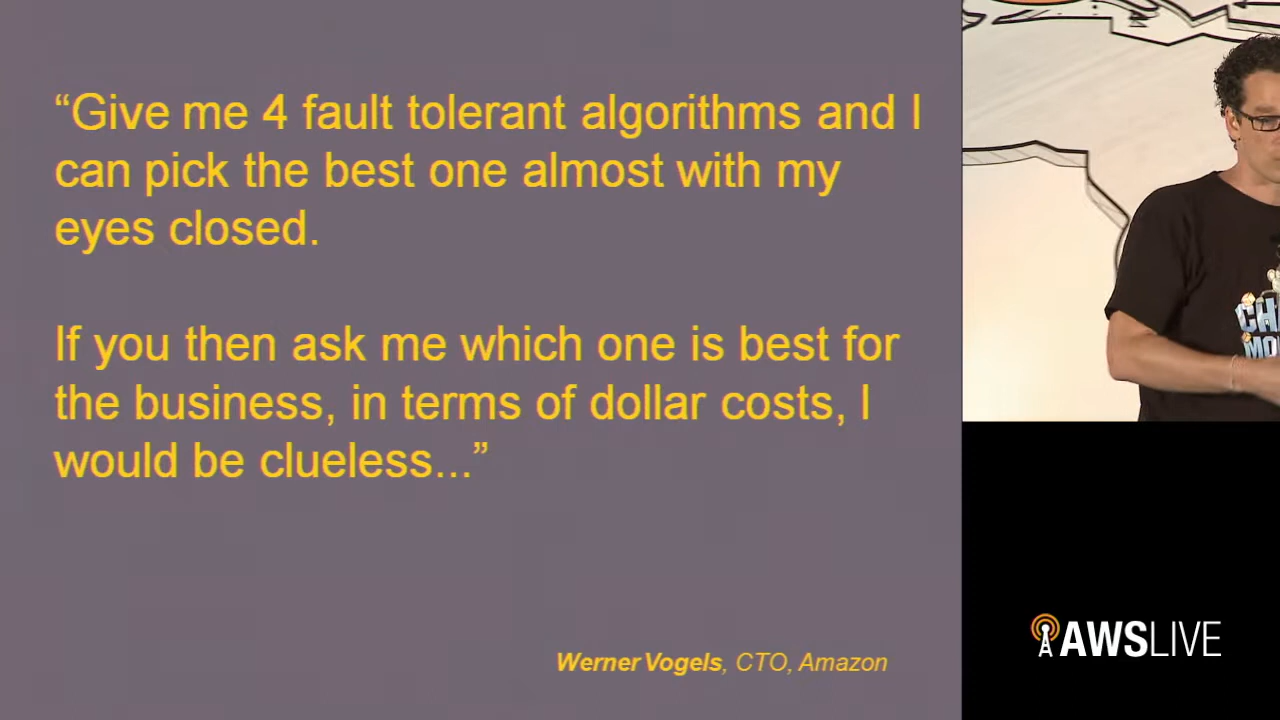 “Give me 4 fault tolerant algorithms and I
can pick the best one almost with my
eyes closed.
If you then ask me which one is best for
the business, in terms of dollar costs, I
would be clueless...”
Werner Vogels, CTO, Amazon
AWSLIVE